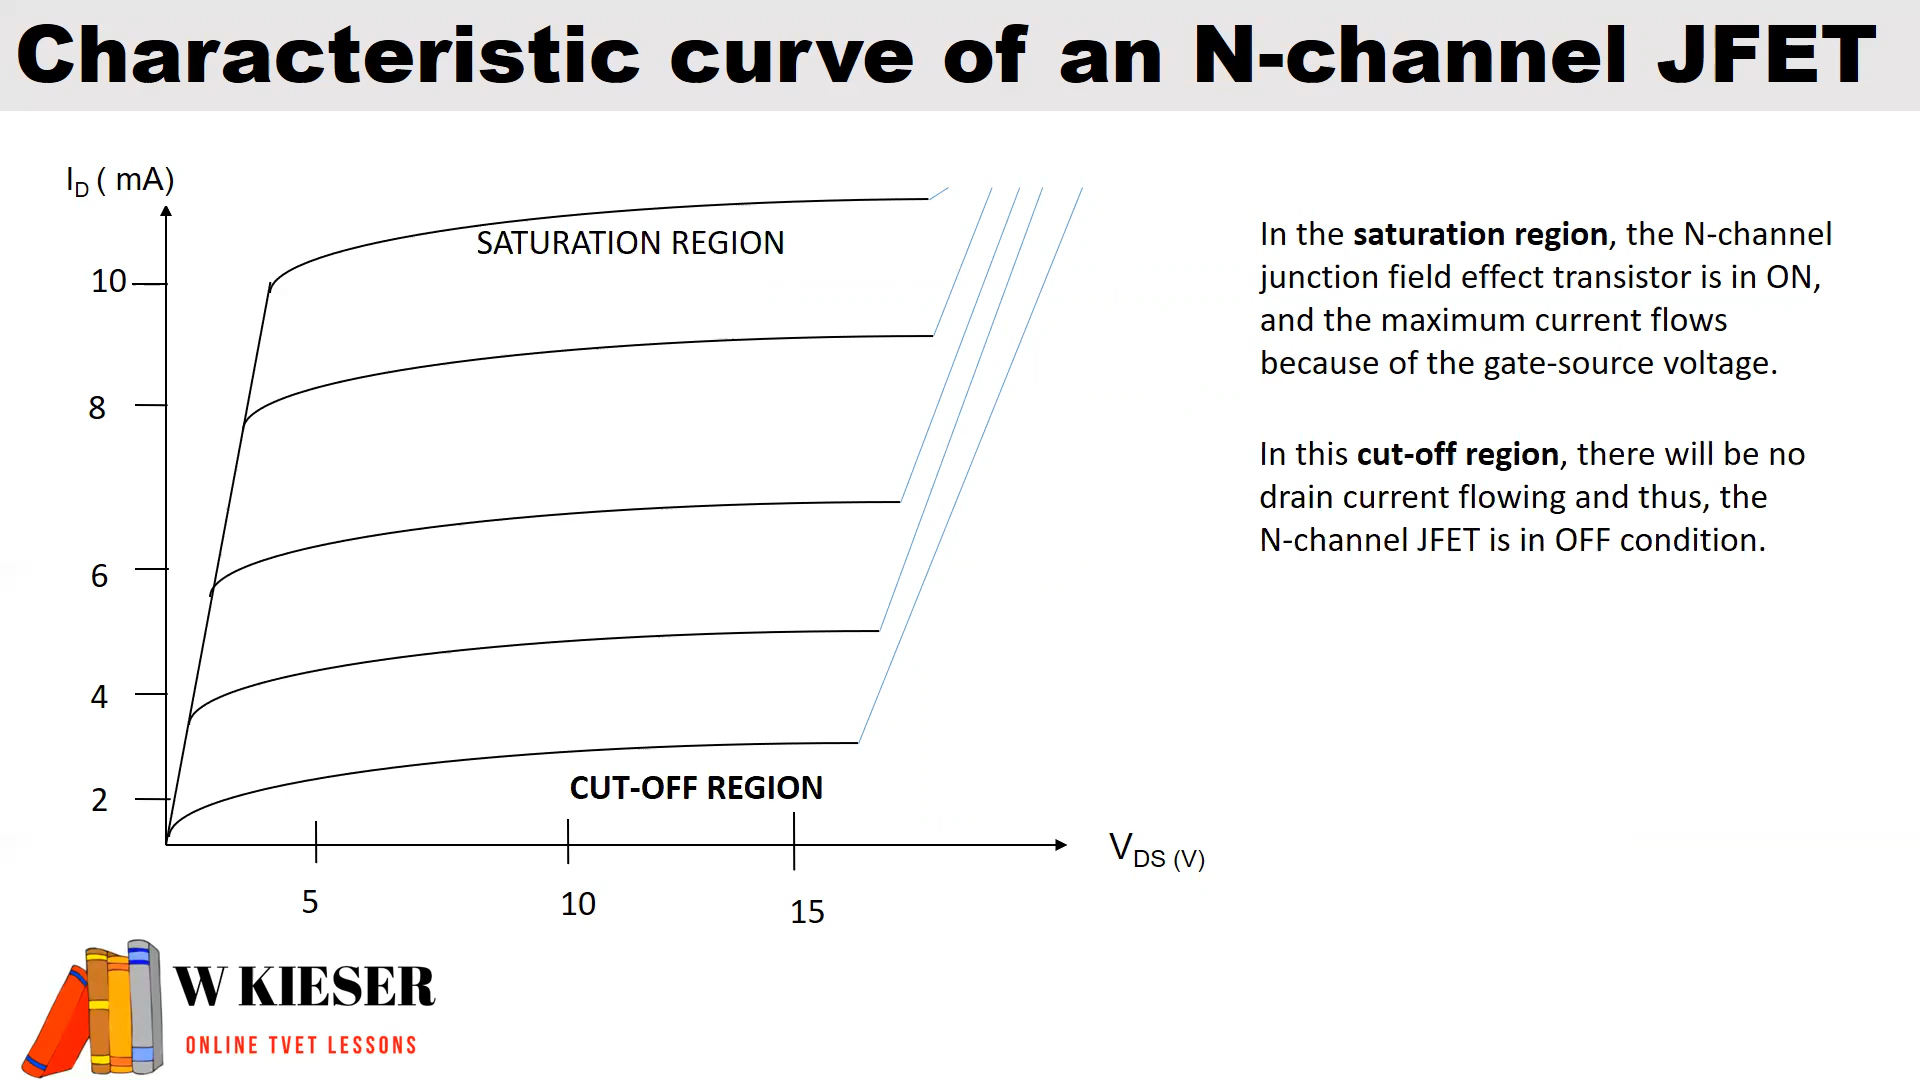 Characteristic curve of an N-channel JFET
I_D ( mA)
SATURATION REGION
10
8
6
4
2
CUT-OFF REGION
V_DS (V)
5
10
15
In the saturation region, the N-channel
junction field effect transistor is in ON,
and the maximum current flows
because of the gate-source voltage.
In this cut-off region, there will be no
drain current flowing and thus, the
N-channel JFET is in OFF condition.
W KIESER
ONLINE TVET LESSONS